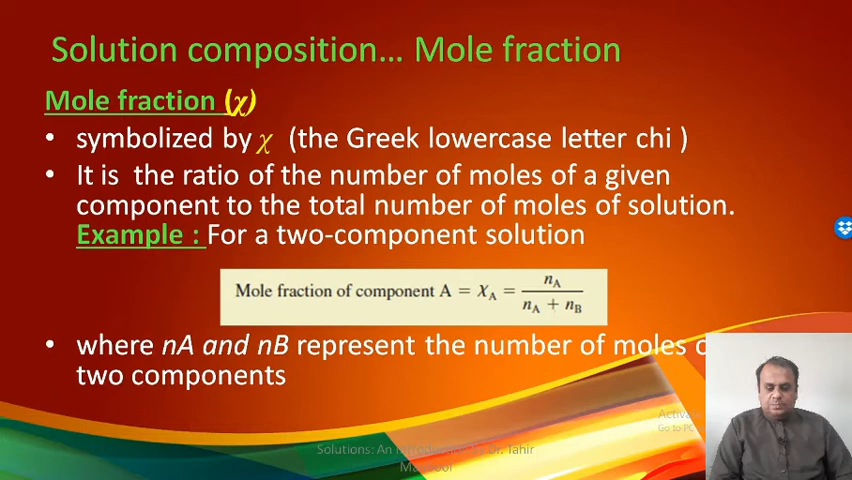 Solution composition… Mole fraction
Mole fraction (χ)
• symbolized by χ (the Greek lowercase letter chi )
• It is the ratio of the number of moles of a given
component to the total number of moles of solution.
Example : For a two-component solution
Mole fraction of component A = χA = nA / nA + nB
• where nA and nB represent the number of moles
two components
Go to PC
Solutions: An
Dr. Tahir